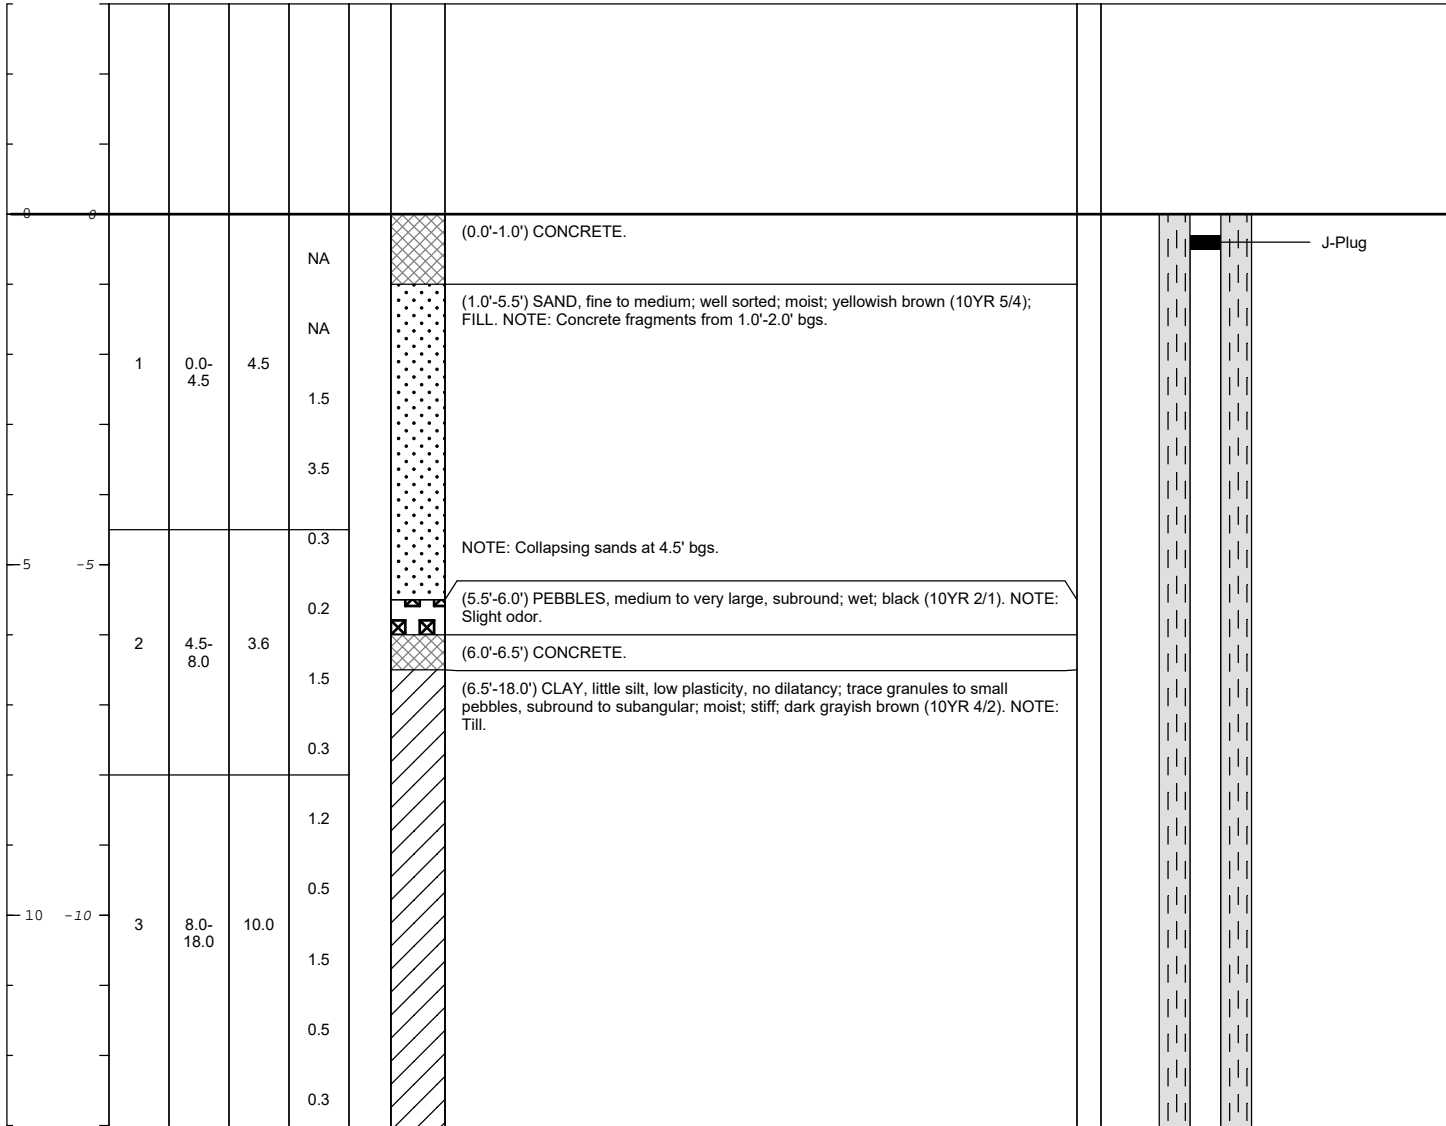 0 0
(0.0'-1.0') CONCRETE.
J-Plug
NA
(1.0'-5.5') SAND, fine to medium; well sorted; moist; yellowish brown (10YR 5/4);
FILL. NOTE: Concrete fragments from 1.0'-2.0' bgs.
NA
1 0.0- 4.5
4.5
1.5
3.5
0.3
NOTE: Collapsing sands at 4.5' bgs.
5 -5
(5.5'-6.0') PEBBLES, medium to very large, subround; wet; black (10YR 2/1). NOTE:
Slight odor.
0.2
2 4.5- 3.6
8.0
(6.0'-6.5') CONCRETE.
1.5
(6.5'-18.0') CLAY, little silt, low plasticity, no dilatancy; trace granules to small
pebbles, subround to subangular; moist; stiff; dark grayish brown (10YR 4/2). NOTE:
Till.
0.3
1.2
0.5
10 -10
3 8.0- 10.0
18.0
1.5
0.5
0.3